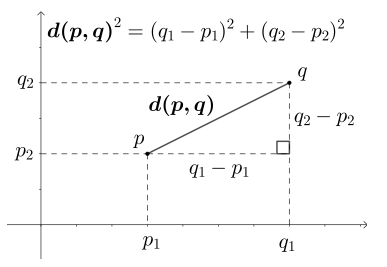 d(p, q)² = (q₁ − p₁)² + (q₂ − p₂)²
q₂
q
d(p, q)
q₂ − p₂
p
p₂
q₁ − p₁
p₁
q₁